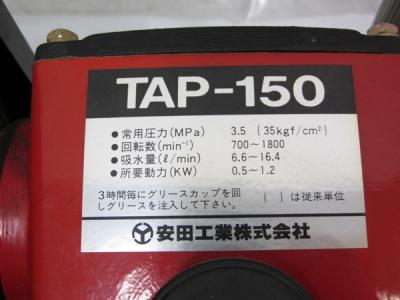 TAP-150
●常用圧力(MPa) 3.5 {35kgf/cm²}
●回転数(min⁻¹) 700~1800
●吸水量(ℓ/min) 6.6~16.4
●所要動力(KW) 0.5~1.2
3時間毎にグリースカップを回 { }は従来単位
しグリースを注入して下さい。
安田工業株式会社